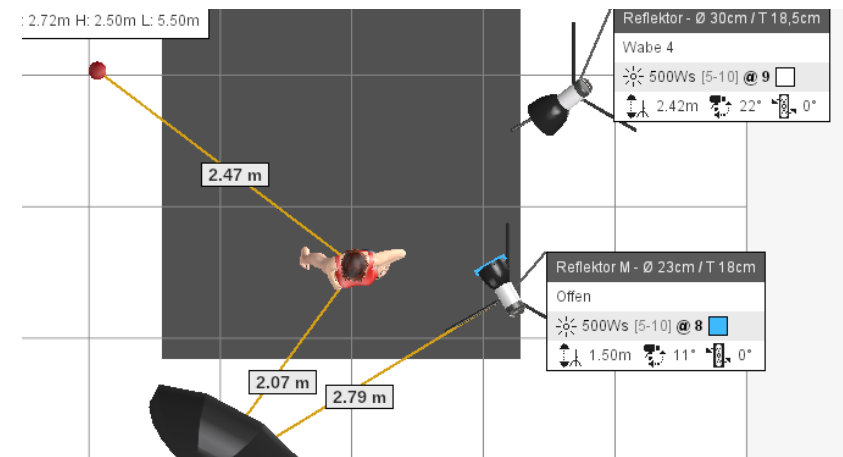 : 2.72m H: 2.50m L: 5.50m
Reflektor - Ø 30cm / T 18,5cm
Wabe 4
500Ws [5-10] @ 9
2.42m 22° 0°
2.47 m
Reflektor M - Ø 23cm / T 18cm
Offen
500Ws [5-10] @ 8
1.50m 11° 0°
2.07 m
2.79 m